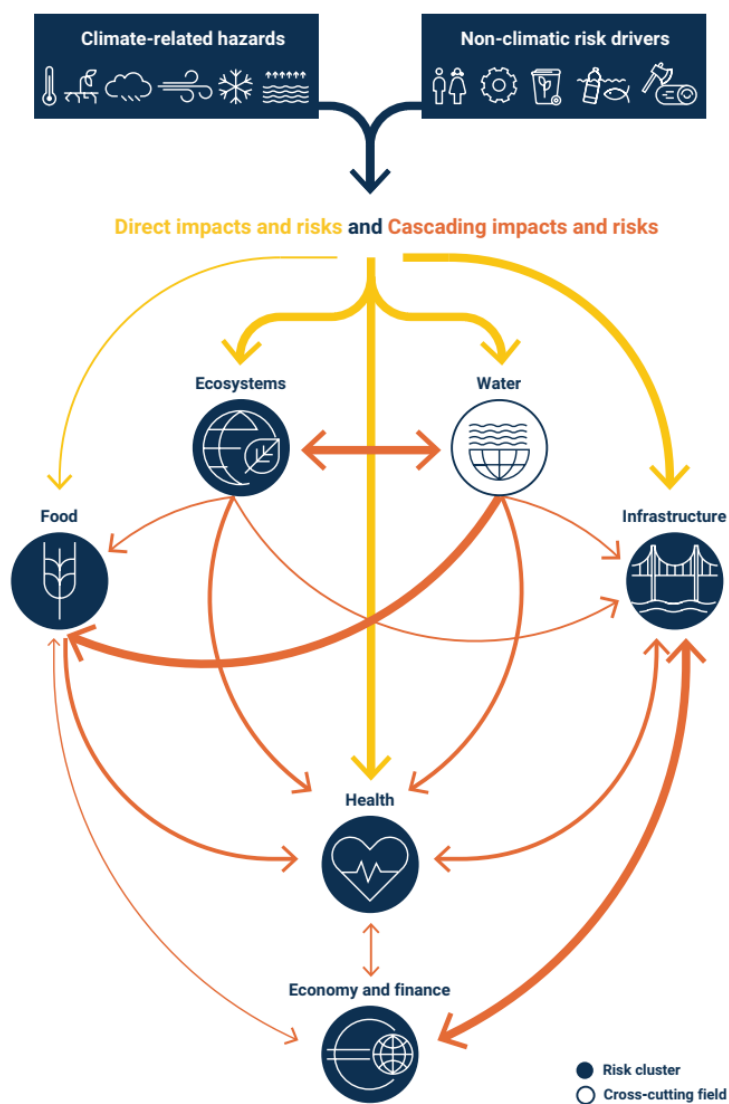 Climate-related hazards
Non-climatic risk drivers
Direct impacts and risks and Cascading impacts and risks
Ecosystems
Water
Food
Infrastructure
Health
Economy and finance
Risk cluster
Cross-cutting field